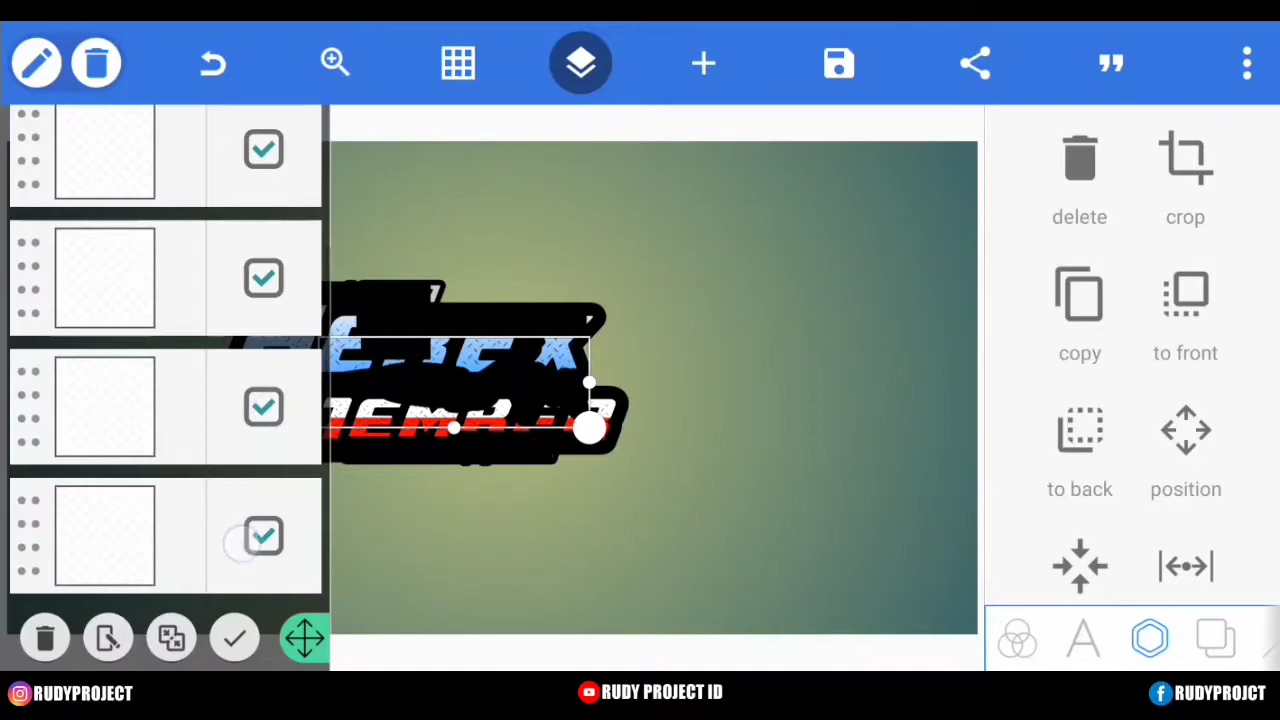 delete
crop
copy
to front
to back
position
RUDYPROJECT
RUDY PROJECT ID
RUDYPROJCT